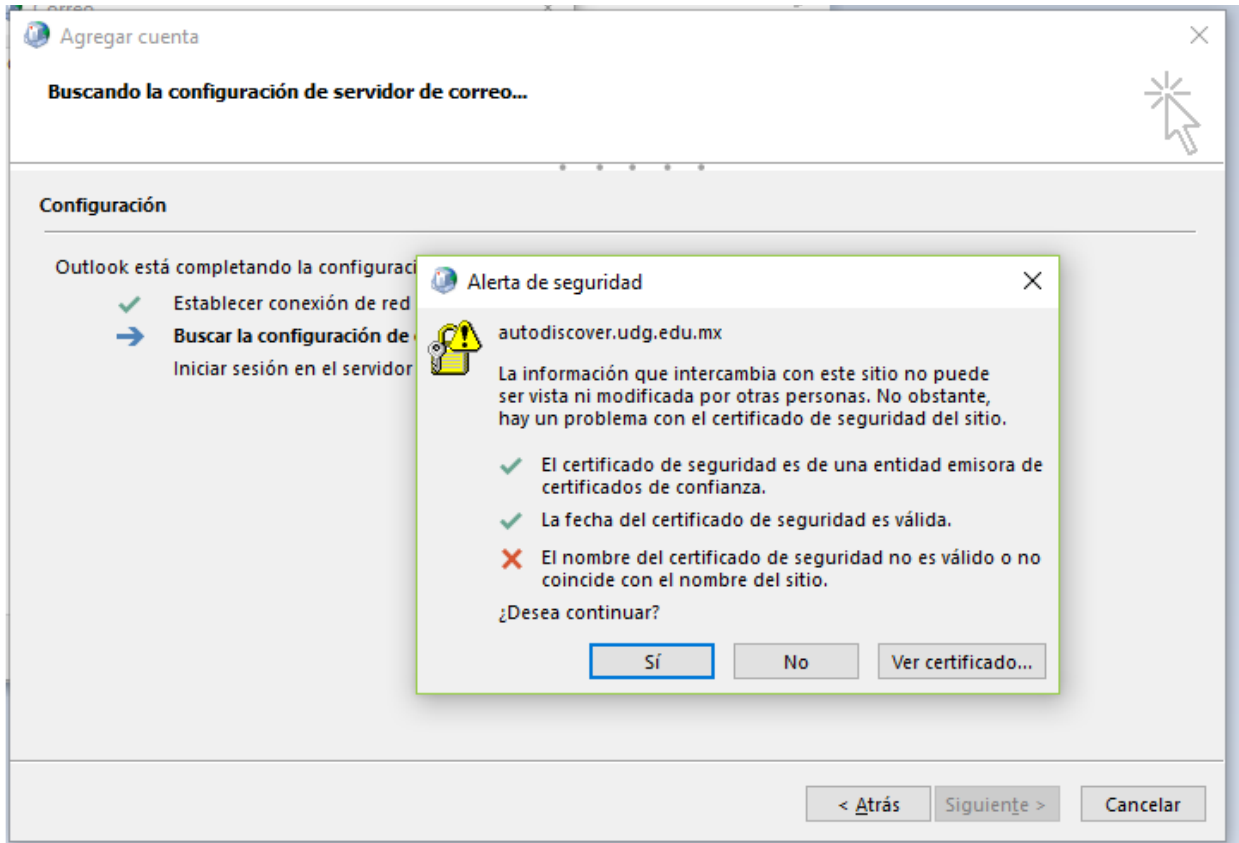 Correo
Agregar cuenta
Buscando la configuración de servidor de correo...
Configuración
Outlook está completando la configuraci
Establecer conexión de red
Buscar la configuración de
Iniciar sesión en el servidor
Alerta de seguridad
autodiscover.udg.edu.mx
La información que intercambia con este sitio no puede
ser vista ni modificada por otras personas. No obstante,
hay un problema con el certificado de seguridad del sitio.
El certificado de seguridad es de una entidad emisora de
certificados de confianza.
La fecha del certificado de seguridad es válida.
El nombre del certificado de seguridad no es válido o no
coincide con el nombre del sitio.
¿Desea continuar?
Sí No Ver certificado...
< Atrás Siguiente > Cancelar